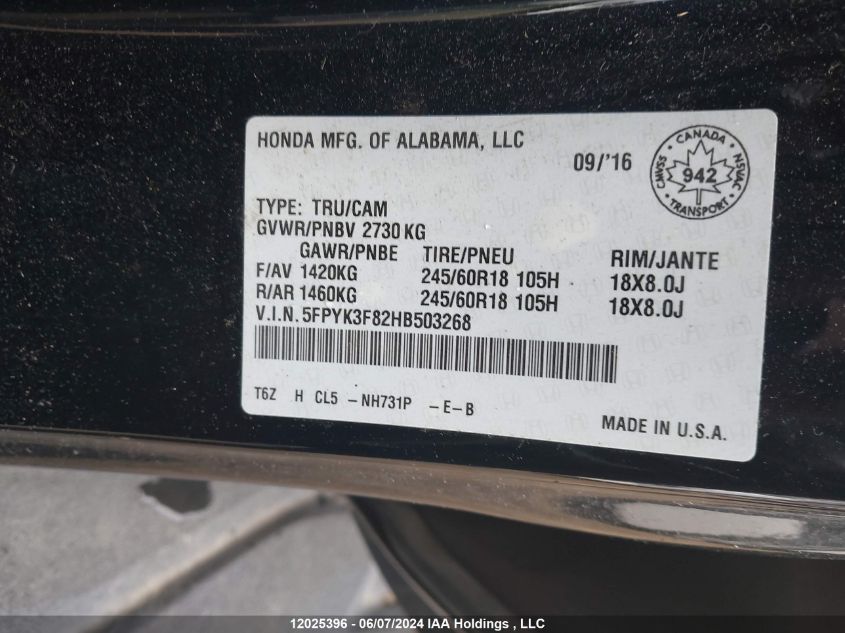 HONDA MFG. OF ALABAMA, LLC
09/'16
CANADA
CMVSS 942 NSVAC
TRANSPORT
TYPE: TRU/CAM
GVWR/PNBV 2730 KG
GAWR/PNBE TIRE/PNEU RIM/JANTE
F/AV 1420KG 245/60R18 105H 18X8.0J
R/AR 1460KG 245/60R18 105H 18X8.0J
V.I.N. 5FPYK3F82HB503268
T6Z H CL5 -NH731P -E-B
MADE IN U.S.A.
12025396 - 06/07/2024 IAA Holdings , LLC